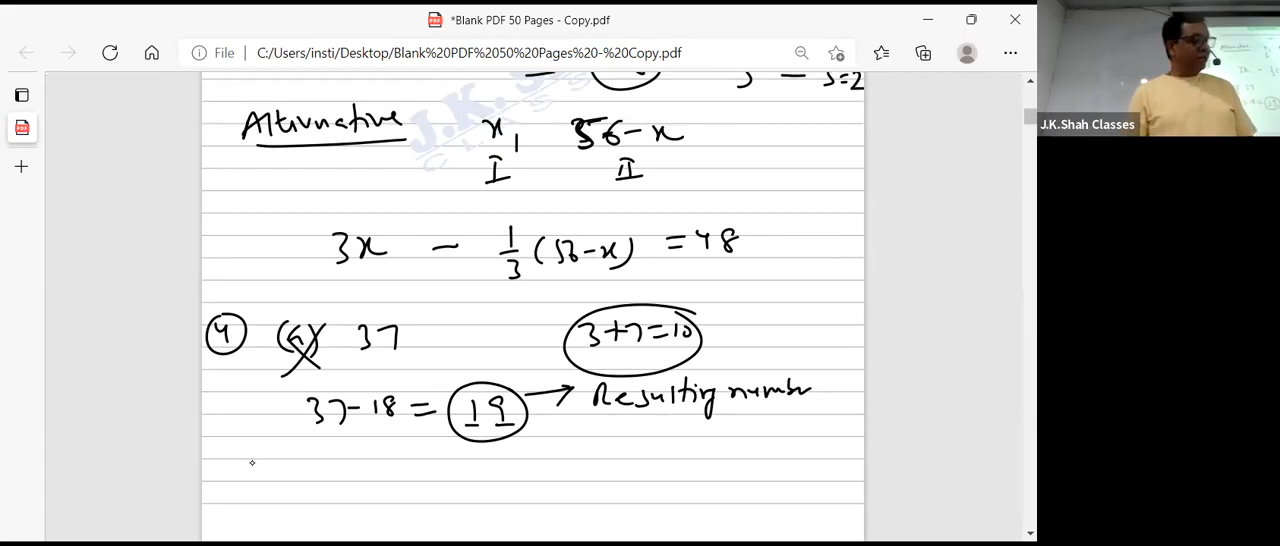 *Blank PDF 50 Pages - Copy.pdf
File C:/Users/insti/Desktop/Blank%20PDF%2050%20Pages%20-%20Copy.pdf
J.K.Shah Classes
Alternative x, 56-x
I II
3x - 1/3 (56-x) = 48
4 (a) 37 3+7=10
37-18 = 19 → Resulting number